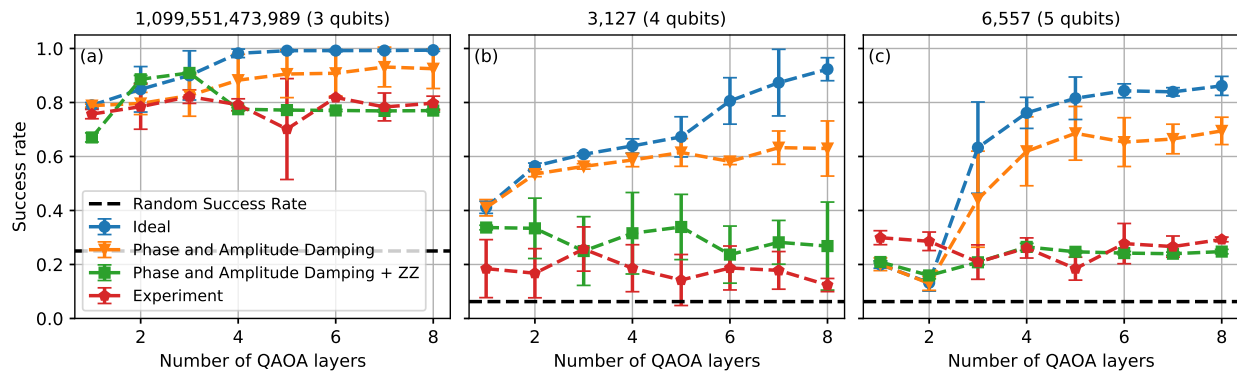 1,099,551,473,989 (3 qubits)
3,127 (4 qubits)
6,557 (5 qubits)
(a)
(b)
(c)
Success rate
1.0
0.8
0.6
0.4
0.2
0.0
Random Success Rate
Ideal
Phase and Amplitude Damping
Phase and Amplitude Damping + ZZ
Experiment
2 4 6 8
2 4 6 8
2 4 6 8
Number of QAOA layers
Number of QAOA layers
Number of QAOA layers